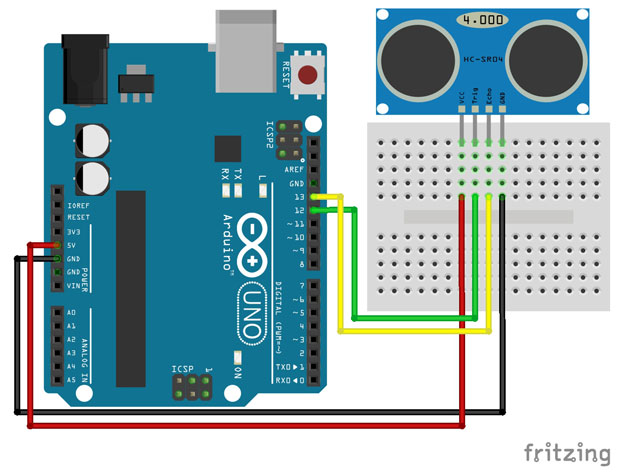 4.000
HC-SR04
VCC
Trig
Echo
GND
RESET
ICSP2
AREF
GND
13
12
~11
~10
~9
8
L
TX
RX
Arduino™
UNO
IOREF
RESET
3V3
5V
GND
GND
VIN
POWER
A0
A1
A2
A3
A4
A5
ANALOG IN
DIGITAL (PWM=~)
7
~6
~5
4
~3
2
TX0▶1
RX0◀0
ON
ICSP
1
fritzing